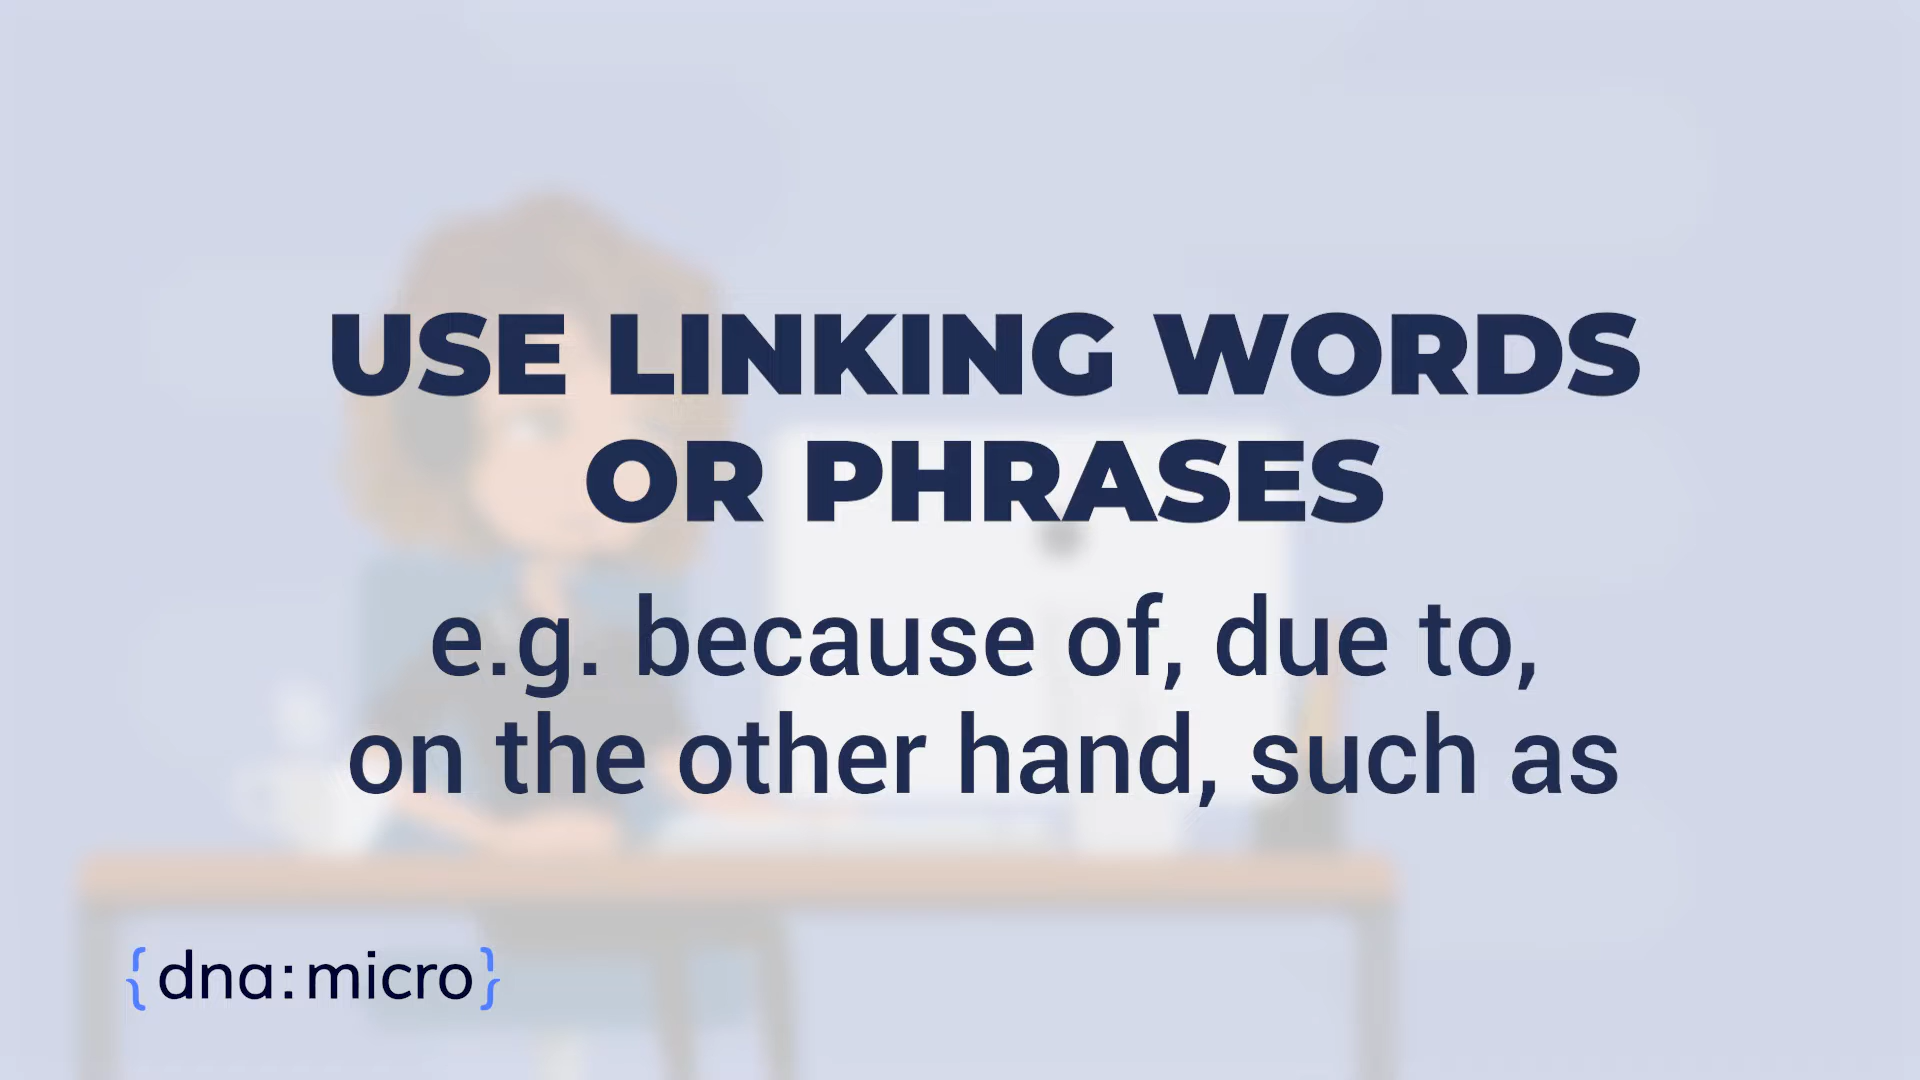 USE LINKING WORDS
OR PHRASES
e.g. because of, due to,
on the other hand, such as
{dna:micro}